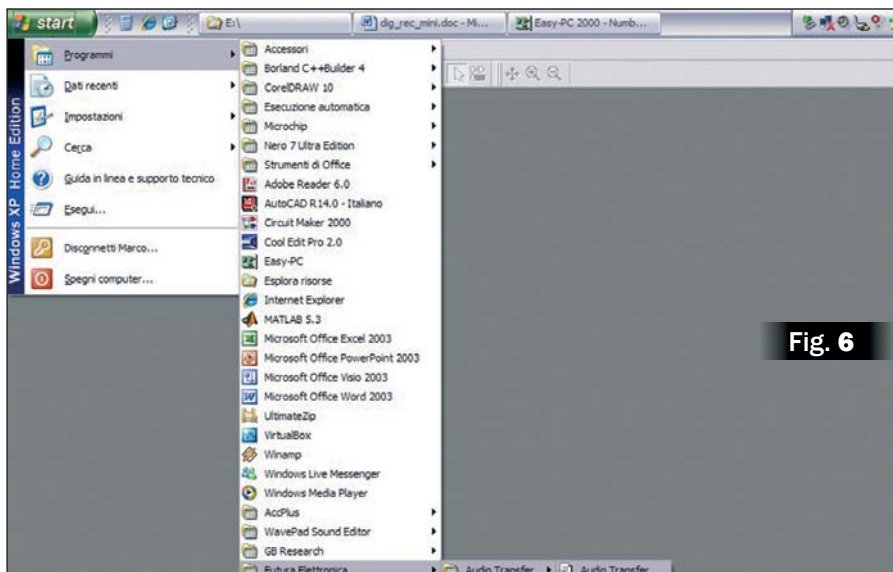 start
E:\
dig_rec_mini.doc - Mi...
Easy-PC 2000 - Numb...
Windows XP Home Edition
Programmi
Dati recenti
Impostazioni
Cerca
Guida in linea e supporto tecnico
Esegui...
Disconnetti Marco...
Spegni computer...
Accessori
Borland C++Builder 4
CorelDRAW 10
Esecuzione automatica
Microchip
Nero 7 Ultra Edition
Strumenti di Office
Adobe Reader 6.0
AutoCAD R14.0 - Italiano
Circuit Maker 2000
Cool Edit Pro 2.0
Easy-PC
Esplora risorse
Internet Explorer
MATLAB 5.3
Microsoft Office Excel 2003
Microsoft Office PowerPoint 2003
Microsoft Office Visio 2003
Microsoft Office Word 2003
UltimateZip
VirtualBox
Winamp
Windows Live Messenger
Windows Media Player
AccPlus
WavePad Sound Editor
GB Research
Futura Elettronica
Audio Transfer
Audio Transfer
Fig. 6